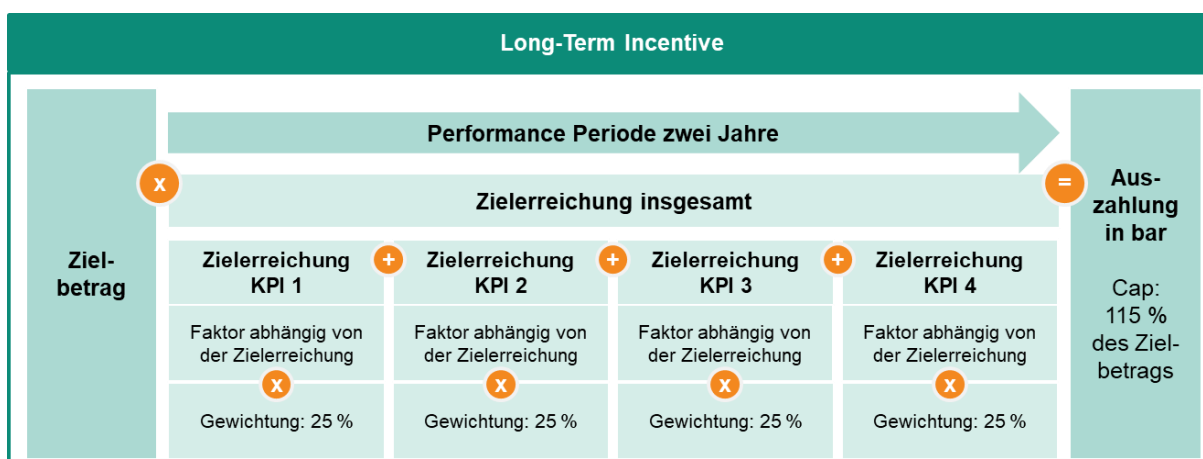 Long-Term Incentive
Performance Periode zwei Jahre
x
Zielerreichung insgesamt
=
Ziel-
betrag
Zielerreichung
KPI 1
+
Zielerreichung
KPI 2
+
Zielerreichung
KPI 3
+
Zielerreichung
KPI 4
Faktor abhängig von
der Zielerreichung
Faktor abhängig von
der Zielerreichung
Faktor abhängig von
der Zielerreichung
Faktor abhängig von
der Zielerreichung
x
x
x
x
Gewichtung: 25 %
Gewichtung: 25 %
Gewichtung: 25 %
Gewichtung: 25 %
Aus-
zahlung
in bar
Cap:
115 %
des Ziel-
betrags